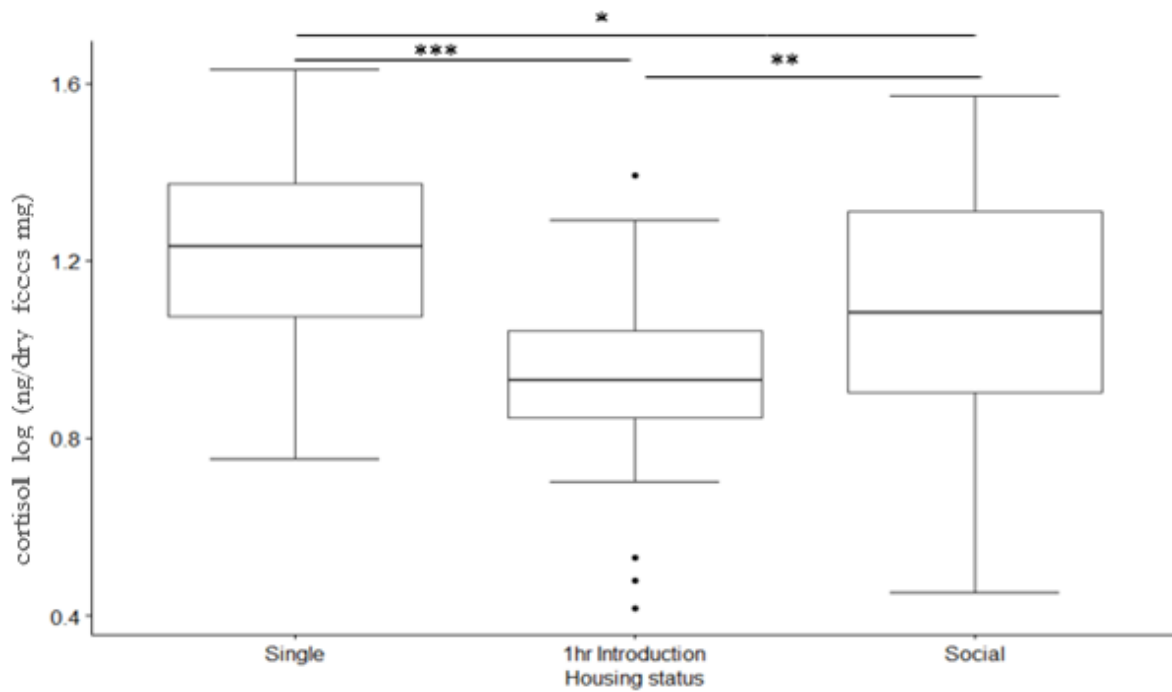 *
***
**
1.6
1.2
0.8
0.4
cortisol log (ng/dry feces mg)
Single
1hr Introduction
Social
Housing status